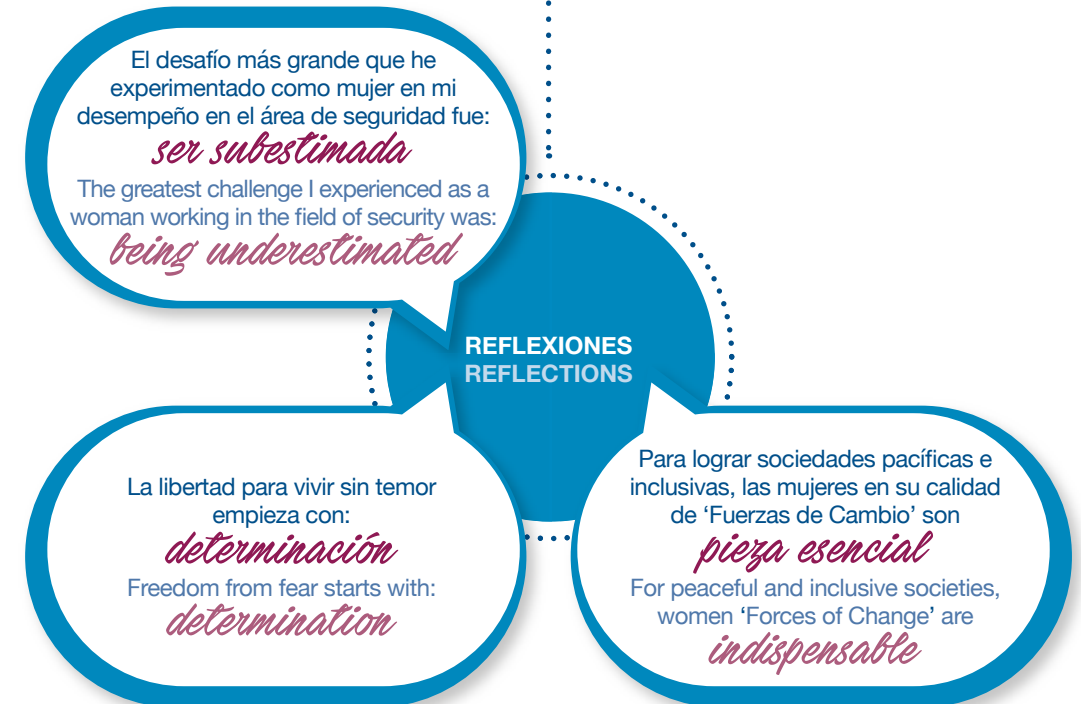 El desafío más grande que he
experimentado como mujer en mi
desempeño en el área de seguridad fue:
ser subestimada
The greatest challenge I experienced as a
woman working in the field of security was:
being underestimated
REFLEXIONES
REFLECTIONS
La libertad para vivir sin temor
empieza con:
determinación
Freedom from fear starts with:
determination
Para lograr sociedades pacíficas e
inclusivas, las mujeres en su calidad
de ‘Fuerzas de Cambio’ son
pieza esencial
For peaceful and inclusive societies,
women ‘Forces of Change’ are
indispensable